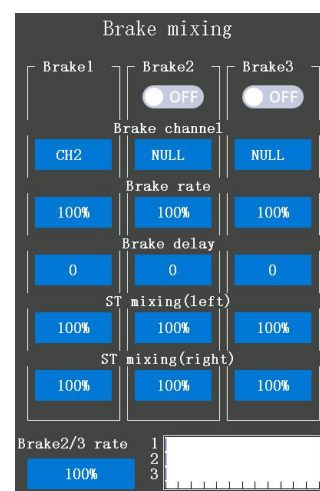 Brake mixing
Brake1 Brake2 Brake3
OFF OFF
Brake channel
CH2 NULL NULL
Brake rate
100% 100% 100%
Brake delay
0 0 0
ST mixing(left)
100% 100% 100%
ST mixing(right)
100% 100% 100%
Brake2/3 rate 1
2
100% 3